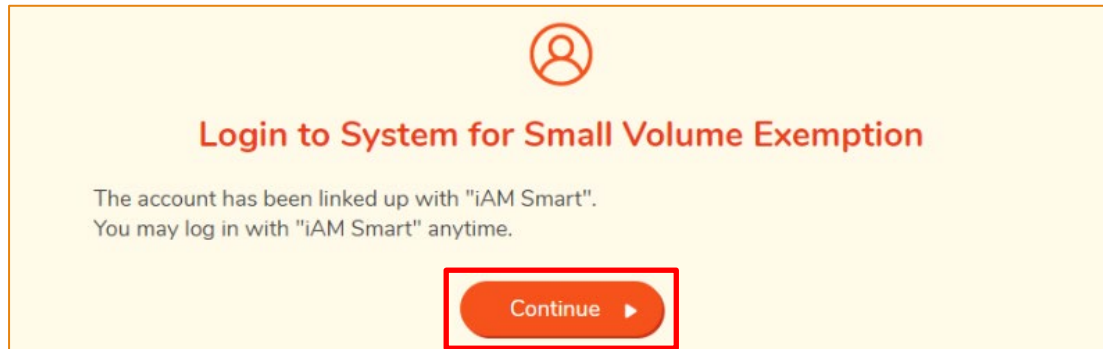 Login to System for Small Volume Exemption
The account has been linked up with "iAM Smart".
You may log in with "iAM Smart" anytime.
Continue